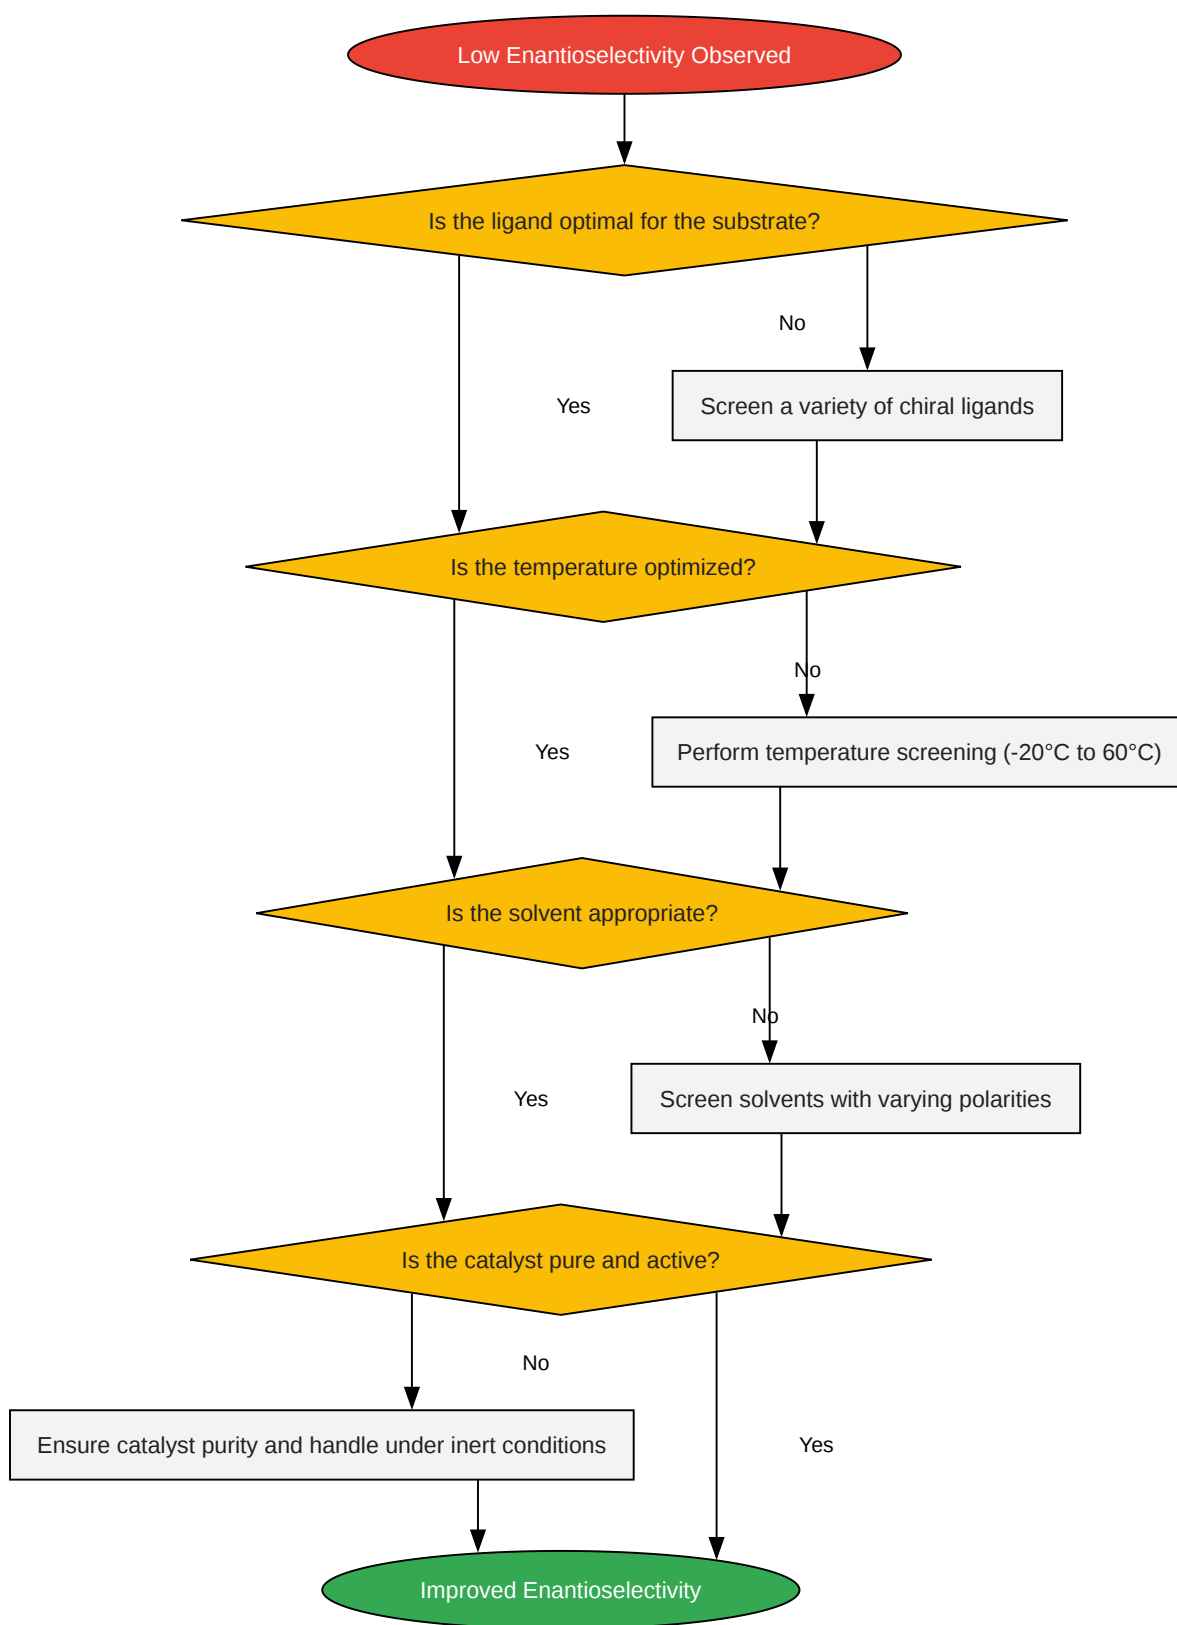 Low Enantioselectivity Observed
Is the ligand optimal for the substrate?
No
Yes
Screen a variety of chiral ligands
Is the temperature optimized?
No
Yes
Perform temperature screening (-20°C to 60°C)
Is the solvent appropriate?
No
Yes
Screen solvents with varying polarities
Is the catalyst pure and active?
No
Ensure catalyst purity and handle under inert conditions
Yes
Improved Enantioselectivity